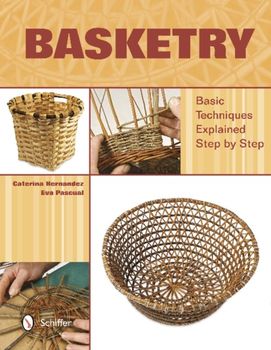 BASKETRY
Basic
Techniques
Explained
Step by Step
Caterina Hernandez
Eva Pascual
Schiffer